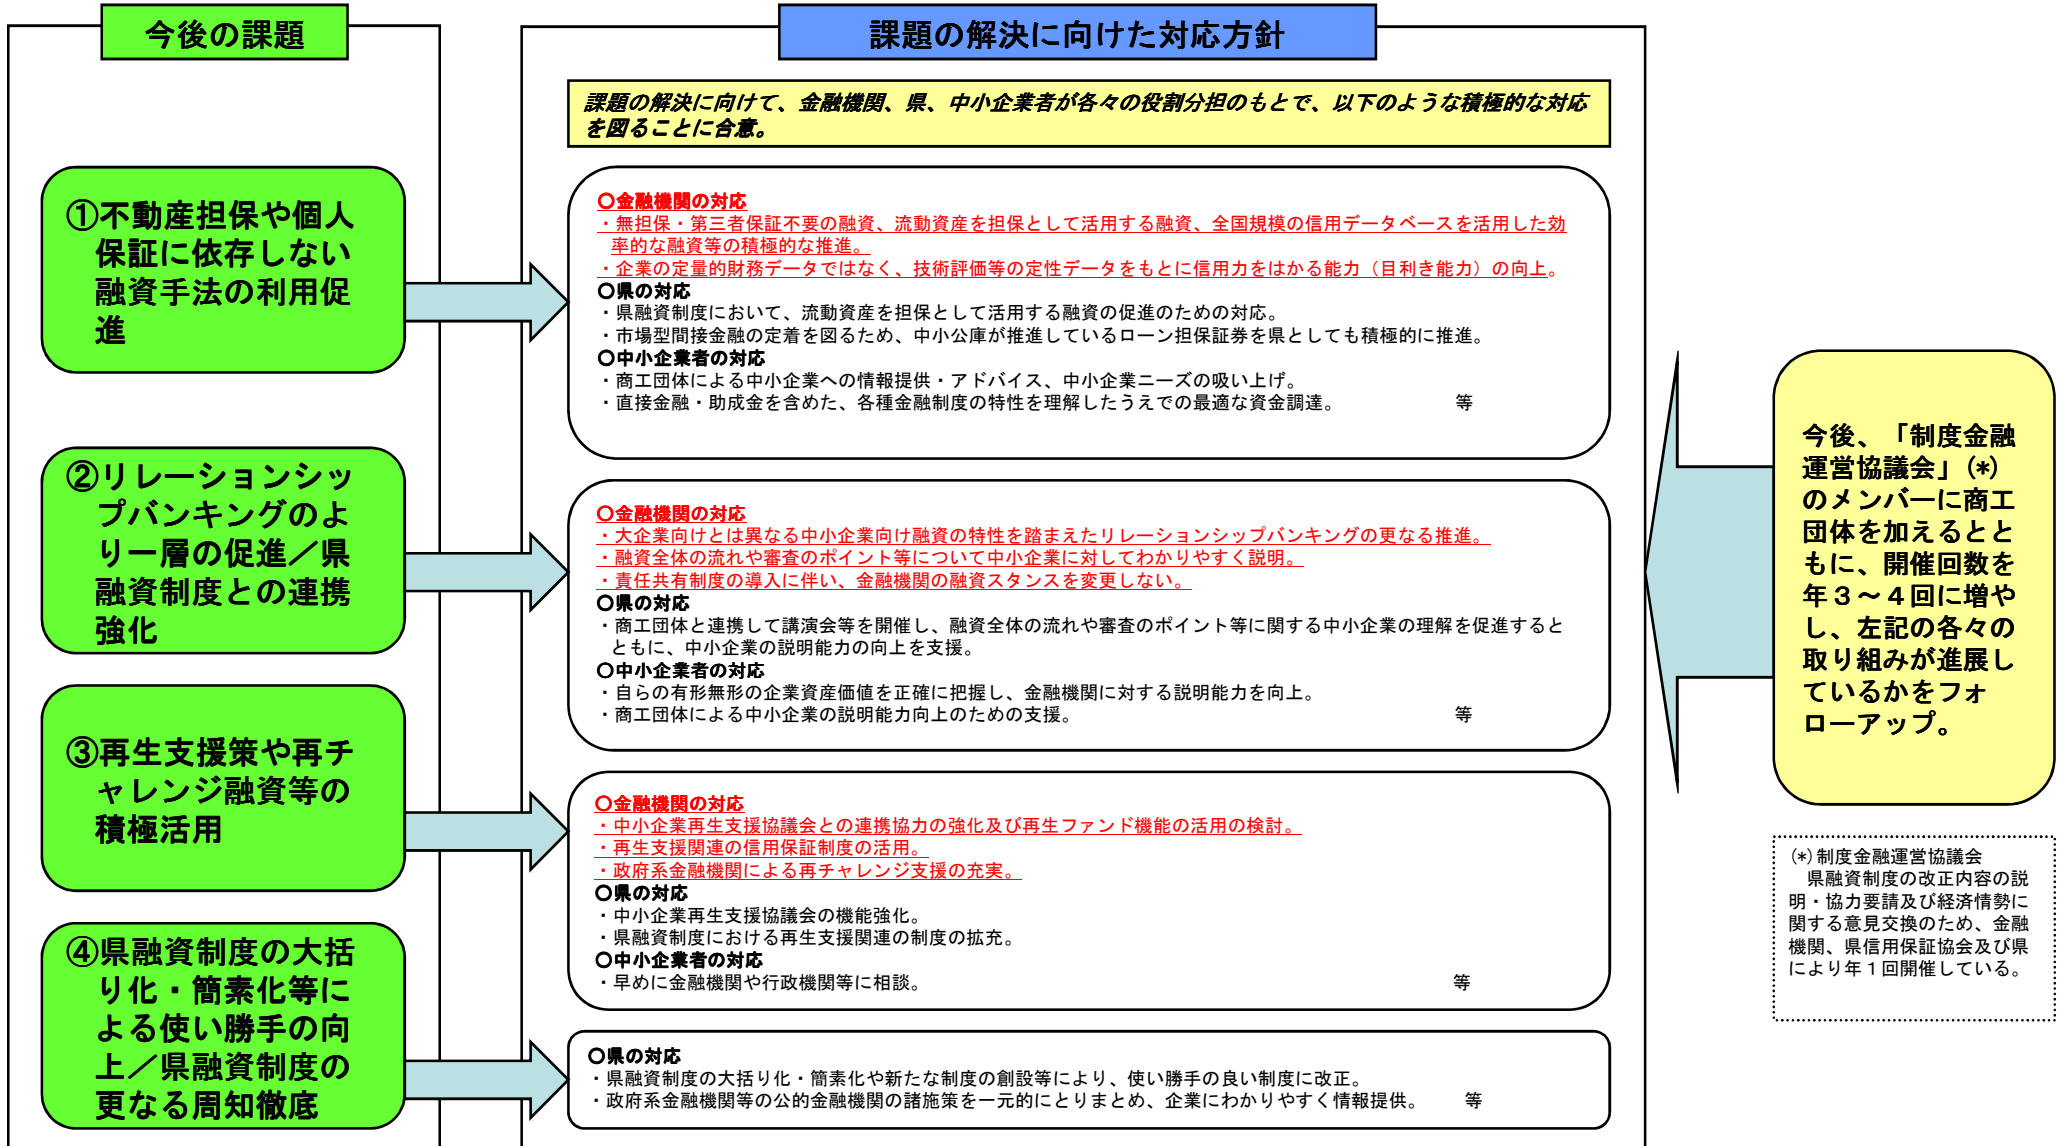 今後の課題
①不動産担保や個人
保証に依存しない
融資手法の利用促
進
②リレーションシッ
プバンキングのよ
り一層の促進／県
融資制度との連携
強化
③再生支援策や再チ
ャレンジ融資等の
積極活用
④県融資制度の大括
り化・簡素化等に
よる使い勝手の向
上／県融資制度の
更なる周知徹底
課題の解決に向けた対応方針
課題の解決に向けて、金融機関、県、中小企業者が各々の役割分担のもとで、以下のような積極的な対応
を図ることに合意。
○金融機関の対応
・無担保・第三者保証不要の融資、流動資産を担保として活用する融資、全国規模の信用データベースを活用した効
率的な融資等の積極的な推進。
・企業の定量的財務データではなく、技術評価等の定性データをもとに信用力をはかる能力（目利き能力）の向上。
○県の対応
・県融資制度において、流動資産を担保として活用する融資の促進のための対応。
・市場型間接金融の定着を図るため、中小公庫が推進しているローン担保証券を県としても積極的に推進。
○中小企業者の対応
・商工団体による中小企業への情報提供・アドバイス、中小企業ニーズの吸い上げ。
・直接金融・助成金を含めた、各種金融制度の特性を理解したうえでの最適な資金調達。 等
○金融機関の対応
・大企業向けとは異なる中小企業向け融資の特性を踏まえたリレーションシップバンキングの更なる推進。
・融資全体の流れや審査のポイント等について中小企業に対してわかりやすく説明。
・責任共有制度の導入に伴い、金融機関の融資スタンスを変更しない。
○県の対応
・商工団体と連携して講演会等を開催し、融資全体の流れや審査のポイント等に関する中小企業の理解を促進すると
ともに、中小企業の説明能力の向上を支援。
○中小企業者の対応
・自らの有形無形の企業資産価値を正確に把握し、金融機関に対する説明能力を向上。
・商工団体による中小企業の説明能力向上のための支援。 等
○金融機関の対応
・中小企業再生支援協議会との連携協力の強化及び再生ファンド機能の活用の検討。
・再生支援関連の信用保証制度の活用。
・政府系金融機関による再チャレンジ支援の充実。
○県の対応
・中小企業再生支援協議会の機能強化。
・県融資制度における再生支援関連の制度の拡充。
○中小企業者の対応
・早めに金融機関や行政機関等に相談。 等
○県の対応
・県融資制度の大括り化・簡素化や新たな制度の創設等により、使い勝手の良い制度に改正。
・政府系金融機関等の公的金融機関の諸施策を一元的にとりまとめ、企業にわかりやすく情報提供。 等
今後、「制度金融
運営協議会」(*)
のメンバーに商工
団体を加えるとと
もに、開催回数を
年３～４回に増や
し、左記の各々の
取り組みが進展し
ているかをフォ
ローアップ。
(*)制度金融運営協議会
県融資制度の改正内容の説
明・協力要請及び経済情勢に
関する意見交換のため、金融
機関、県信用保証協会及び県
により年１回開催している。